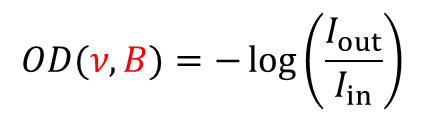 OD(ν, B) = − log(I_out / I_in)